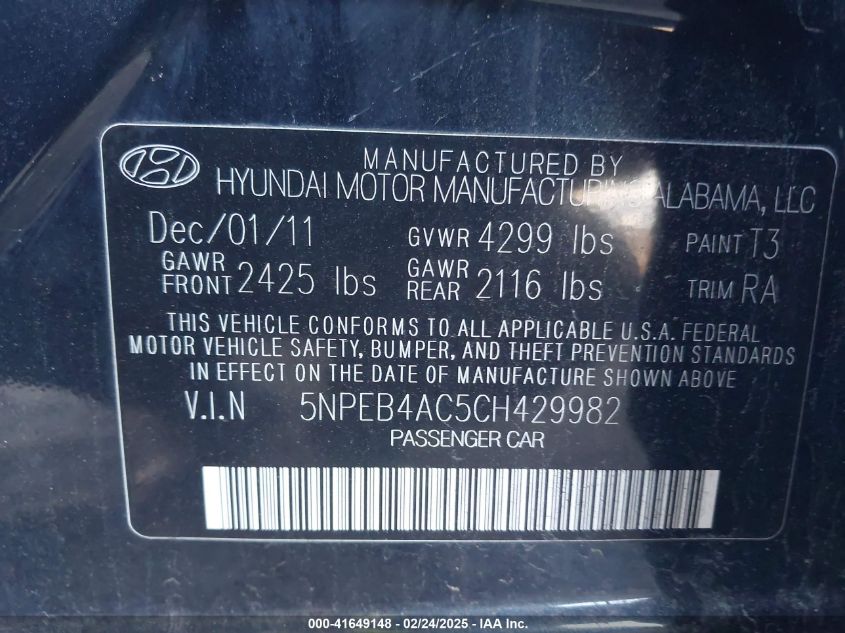 MANUFACTURED BY
HYUNDAI MOTOR MANUFACTURING ALABAMA, LLC
Dec/01/11 GVWR 4299 lbs PAINT T3
GAWR FRONT 2425 lbs GAWR REAR 2116 lbs TRIM RA
THIS VEHICLE CONFORMS TO ALL APPLICABLE U.S.A. FEDERAL
MOTOR VEHICLE SAFETY, BUMPER, AND THEFT PREVENTION STANDARDS
IN EFFECT ON THE DATE OF MANUFACTURE SHOWN ABOVE
V.I.N 5NPEB4AC5CH429982
PASSENGER CAR
000-41649148 - 02/24/2025 - IAA Inc.